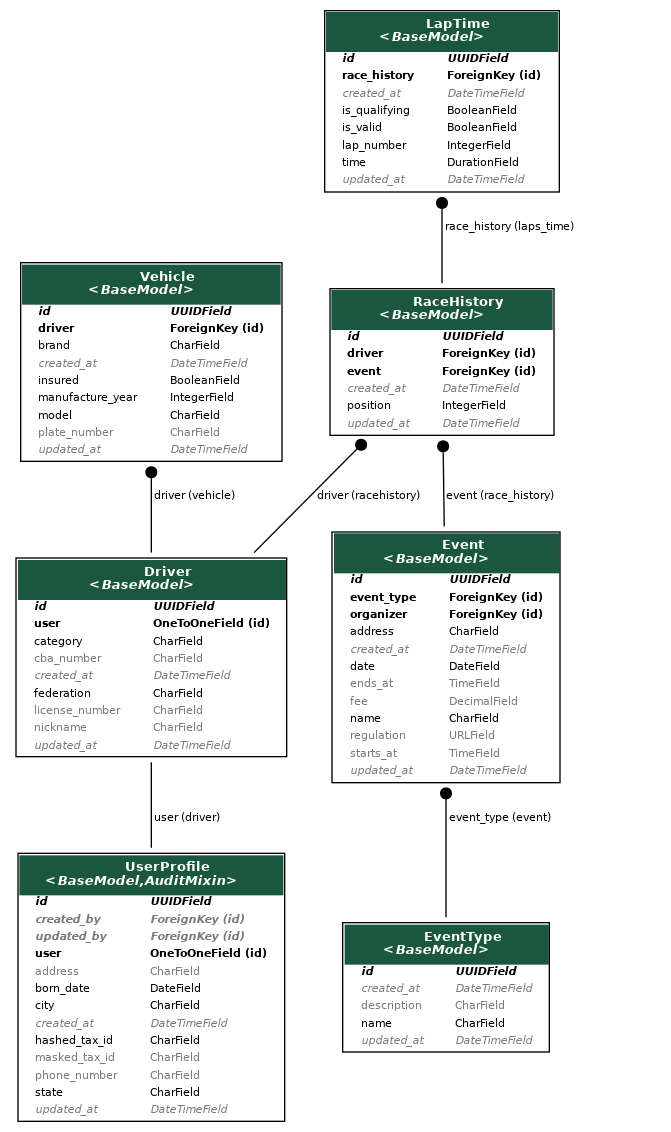 LapTime
<BaseModel>
id UUIDField
race_history ForeignKey (id)
created_at DateTimeField
is_qualifying BooleanField
is_valid BooleanField
lap_number IntegerField
time DurationField
updated_at DateTimeField
race_history (laps_time)
Vehicle
<BaseModel>
id UUIDField
driver ForeignKey (id)
brand CharField
created_at DateTimeField
insured BooleanField
manufacture_year IntegerField
model CharField
plate_number CharField
updated_at DateTimeField
RaceHistory
<BaseModel>
id UUIDField
driver ForeignKey (id)
event ForeignKey (id)
created_at DateTimeField
position IntegerField
updated_at DateTimeField
driver (vehicle)
driver (racehistory)
event (race_history)
Driver
<BaseModel>
id UUIDField
user OneToOneField (id)
category CharField
cba_number CharField
created_at DateTimeField
federation CharField
license_number CharField
nickname CharField
updated_at DateTimeField
Event
<BaseModel>
id UUIDField
event_type ForeignKey (id)
organizer ForeignKey (id)
address CharField
created_at DateTimeField
date DateField
ends_at TimeField
fee DecimalField
name CharField
regulation URLField
starts_at TimeField
updated_at DateTimeField
user (driver)
event_type (event)
UserProfile
<BaseModel,AuditMixin>
id UUIDField
created_by ForeignKey (id)
updated_by ForeignKey (id)
user OneToOneField (id)
address CharField
born_date DateField
city CharField
created_at DateTimeField
hashed_tax_id CharField
masked_tax_id CharField
phone_number CharField
state CharField
updated_at DateTimeField
EventType
<BaseModel>
id UUIDField
created_at DateTimeField
description CharField
name CharField
updated_at DateTimeField